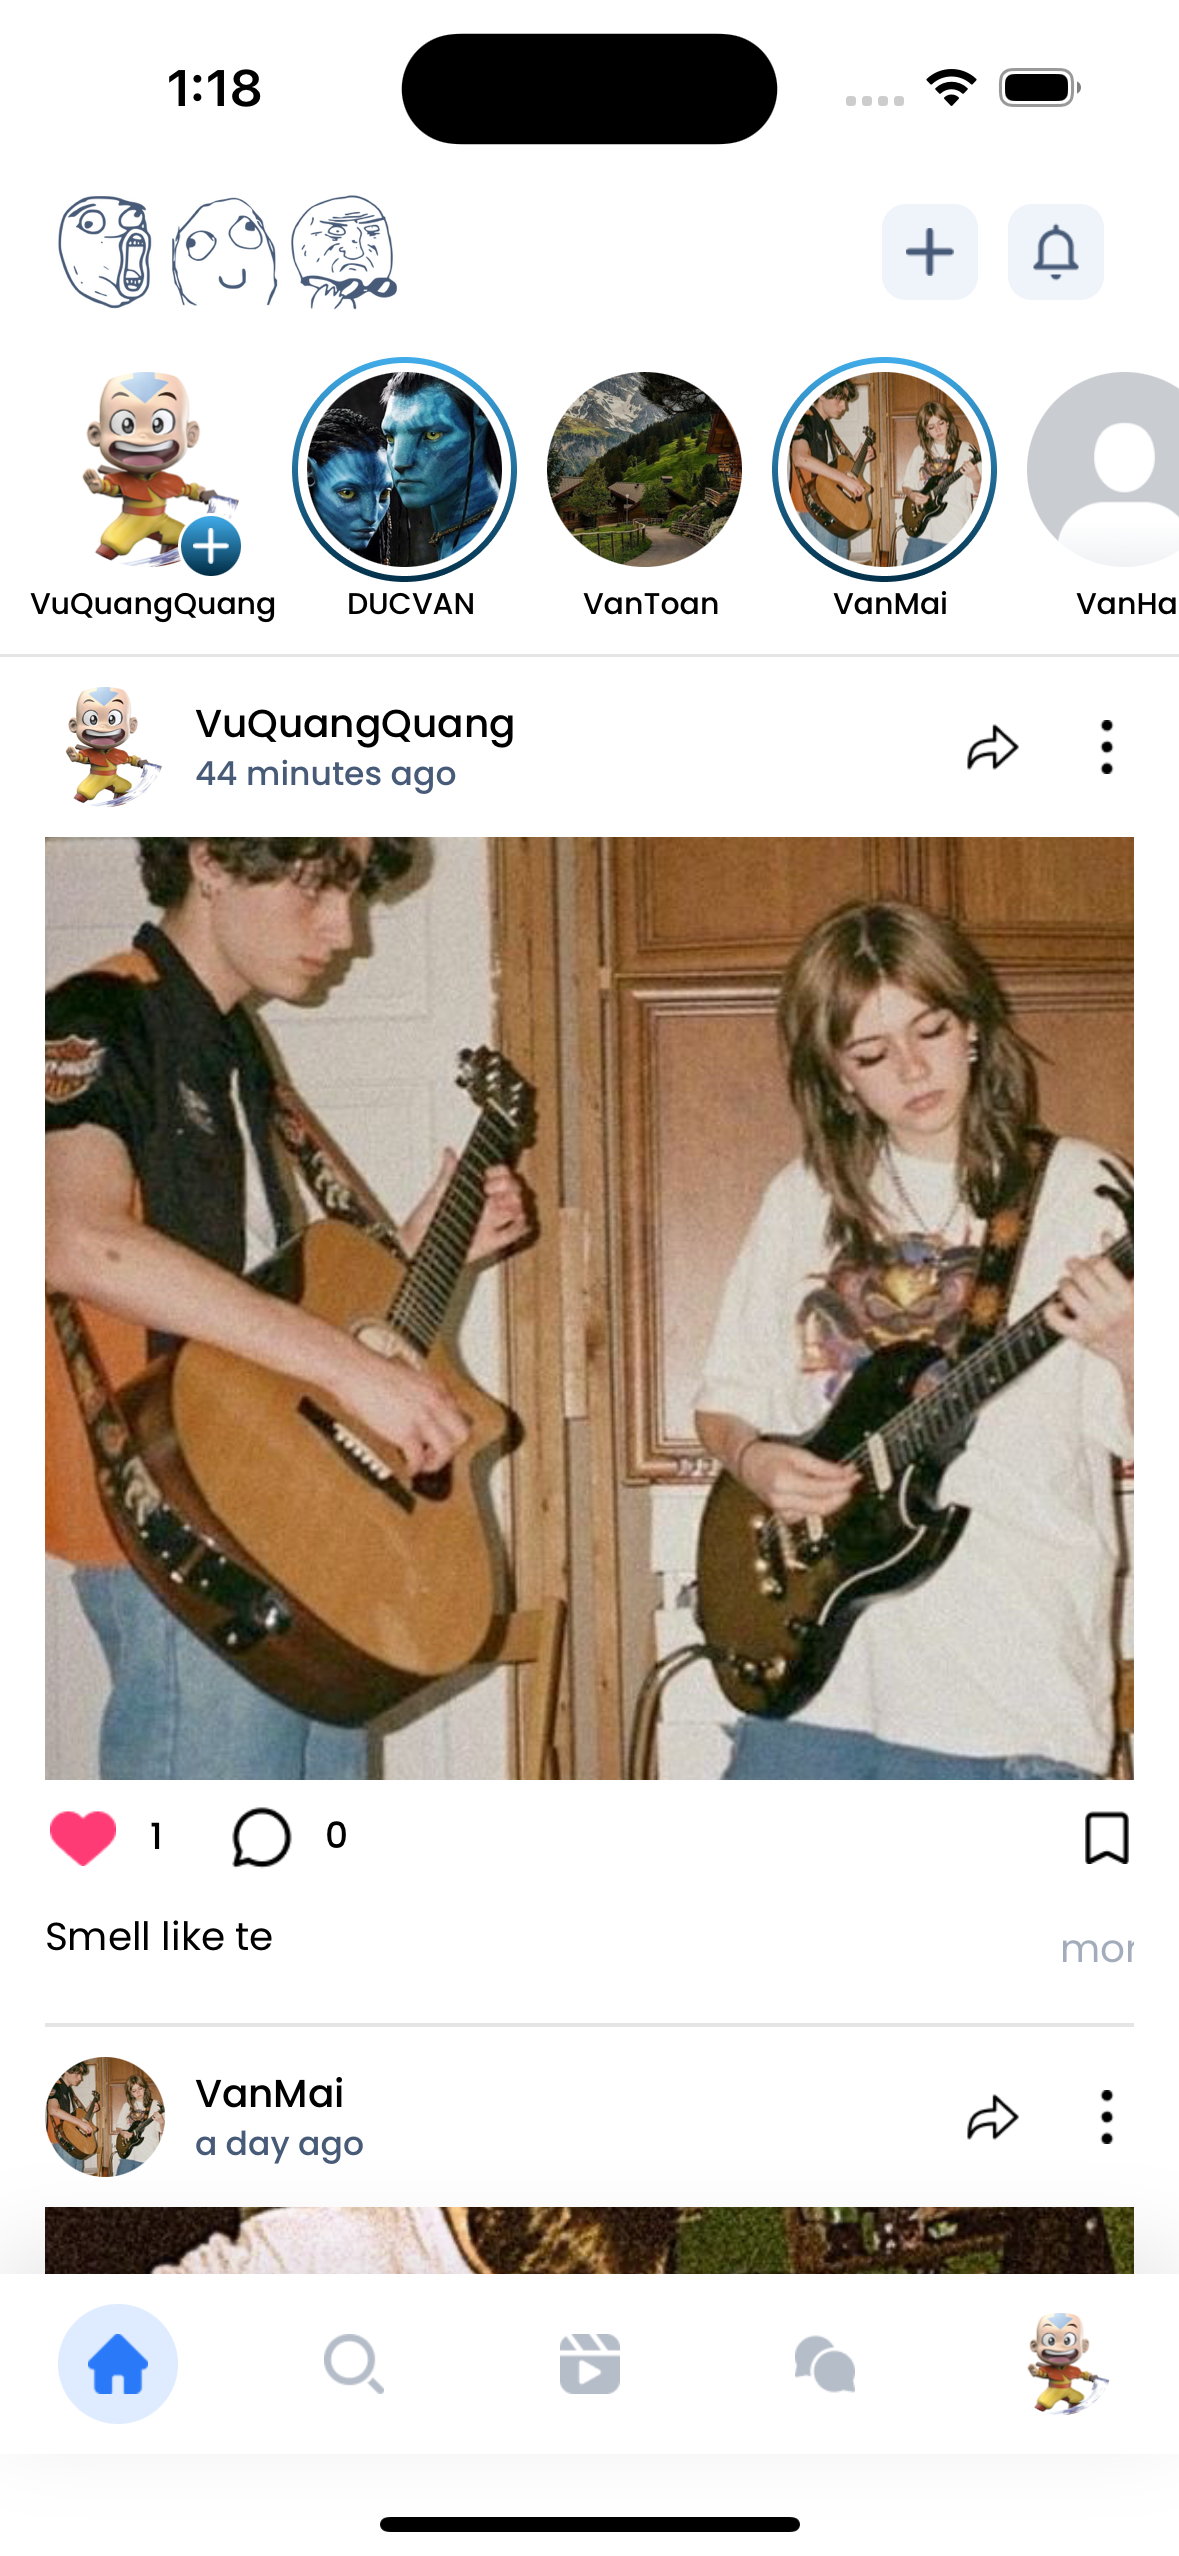 1:18
VuQuangQuang
DUCVAN
VanToan
VanMai
VanHa
VuQuangQuang
44 minutes ago
1
0
Smell like te
mor
VanMai
a day ago